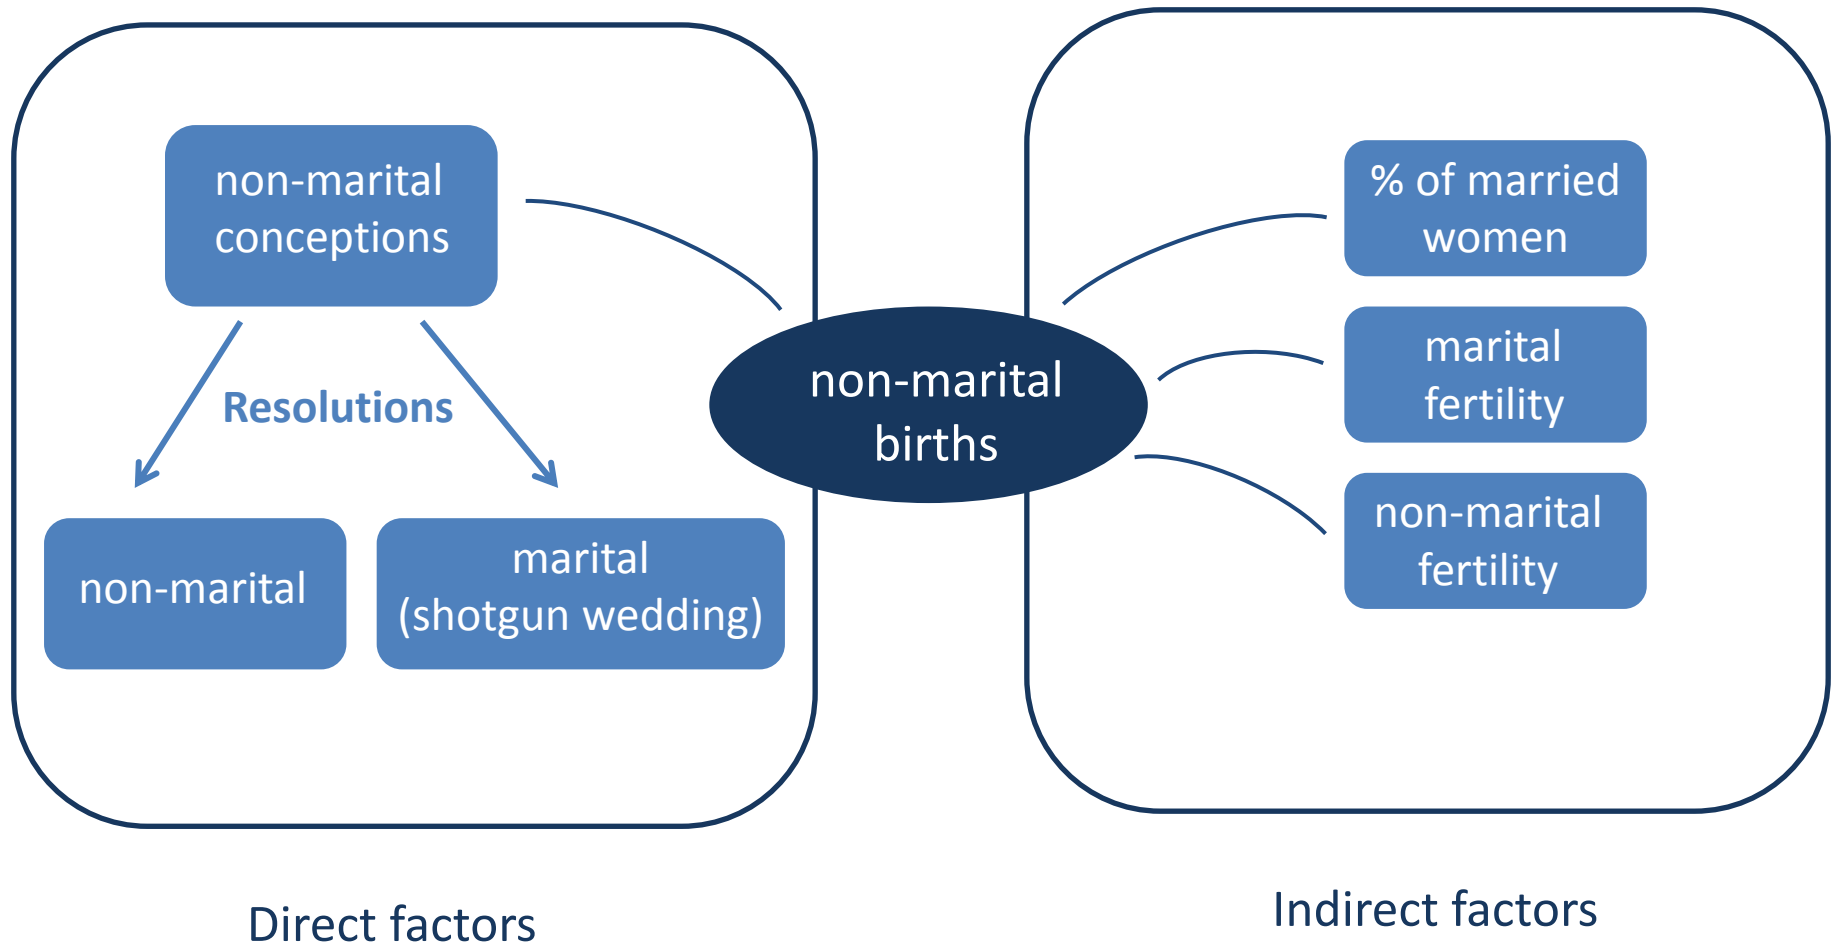 non-marital
conceptions
Resolutions
non-marital
marital
(shotgun wedding)
non-marital
births
% of married
women
marital
fertility
non-marital
fertility
Direct factors
Indirect factors